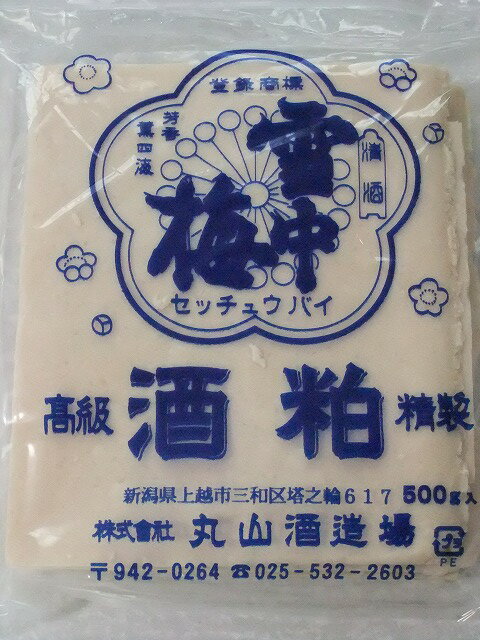 登録商標
芳香
薫四海
清酒
雪中
梅
セッチュウバイ
高級 酒粕 精製
新潟県上越市三和区塔之輪617 500g入
株式會社 丸山酒造場
〒942-0264 ☎025-532-2603
プラ
PE